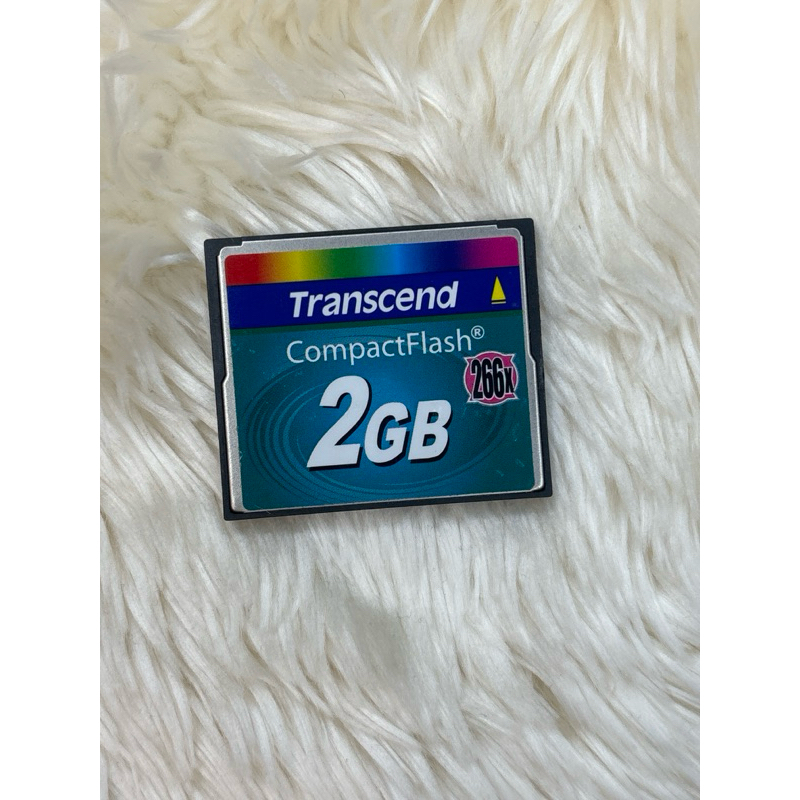 Transcend
CompactFlash®
266x
2GB